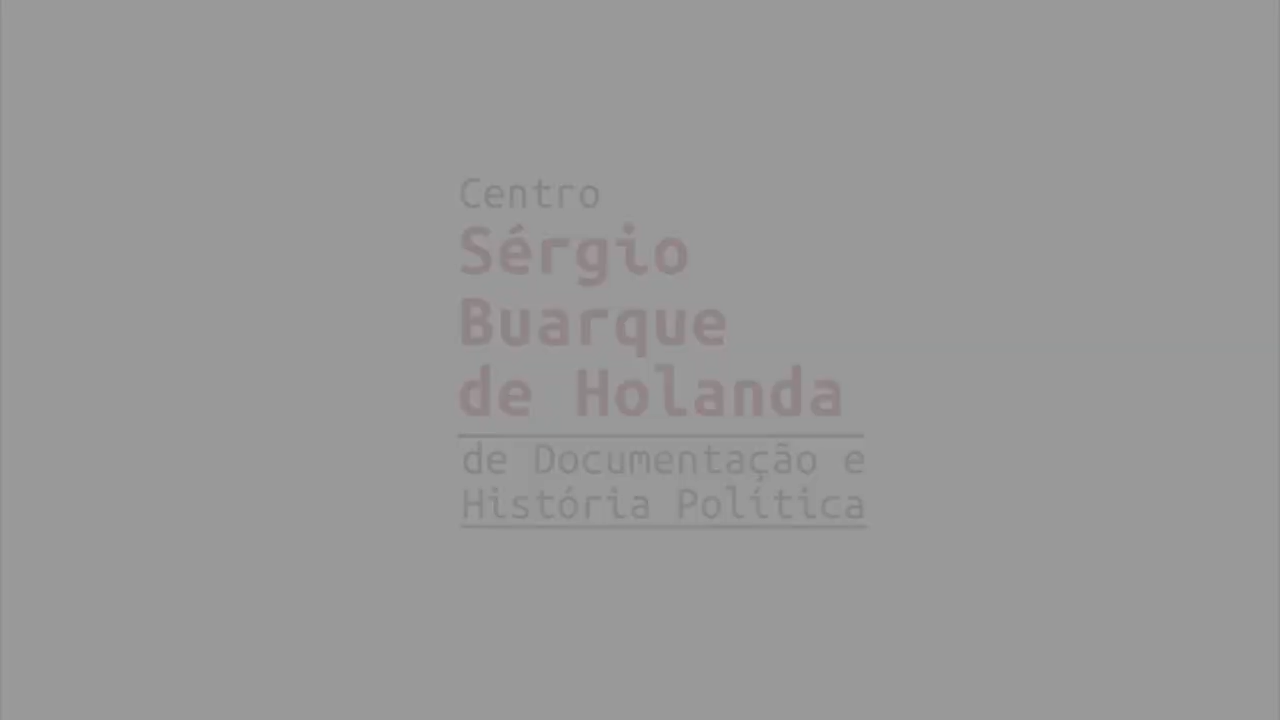 Centro
Sérgio
Buarque
de Holanda
de Documentação e
História Política